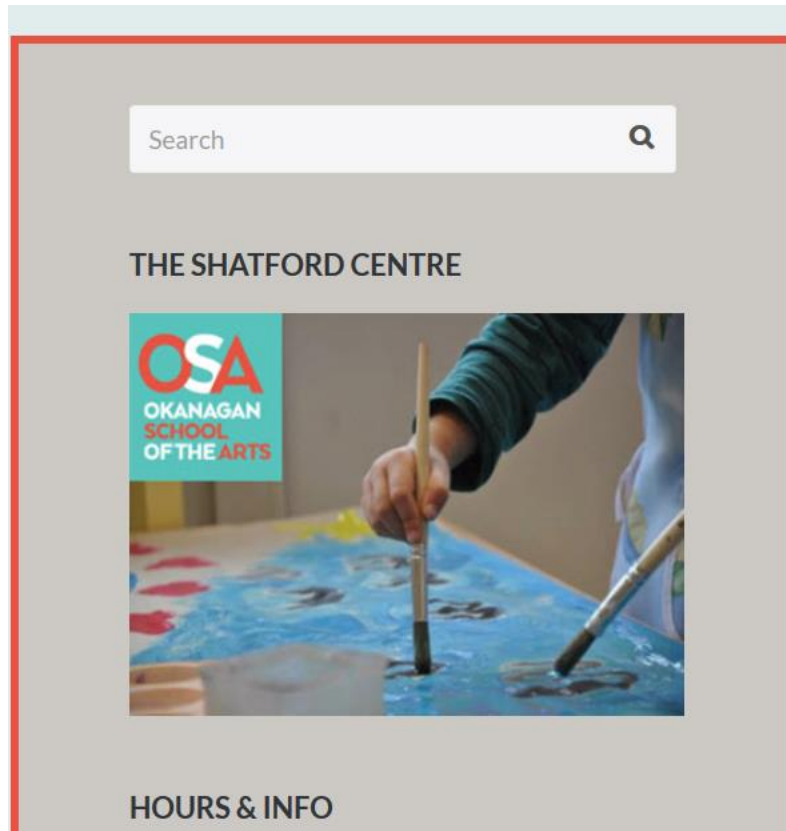 Search
THE SHATFORD CENTRE
OSA
OKANAGAN
SCHOOL
OF THE ARTS
HOURS & INFO